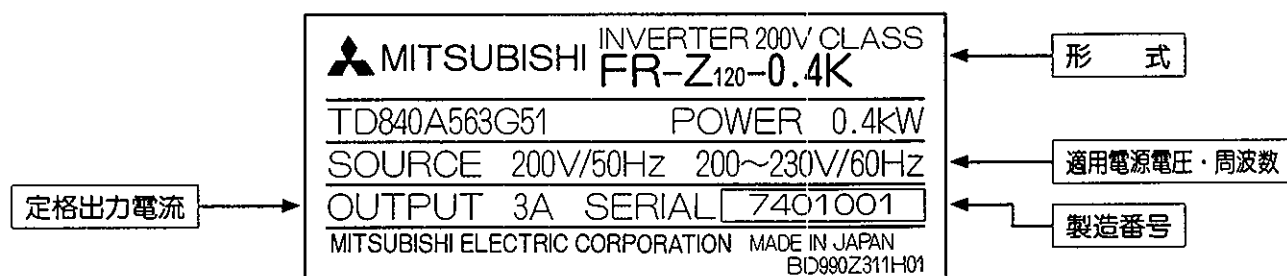 MITSUBISHI INVERTER 200V CLASS
FR-Z120-0.4K
形 式
TD840A563G51 POWER 0.4kW
SOURCE 200V/50Hz 200~230V/60Hz
適用電源電圧・周波数
定格出力電流
OUTPUT 3A SERIAL 7401001
製造番号
MITSUBISHI ELECTRIC CORPORATION MADE IN JAPAN
BD990Z311H01